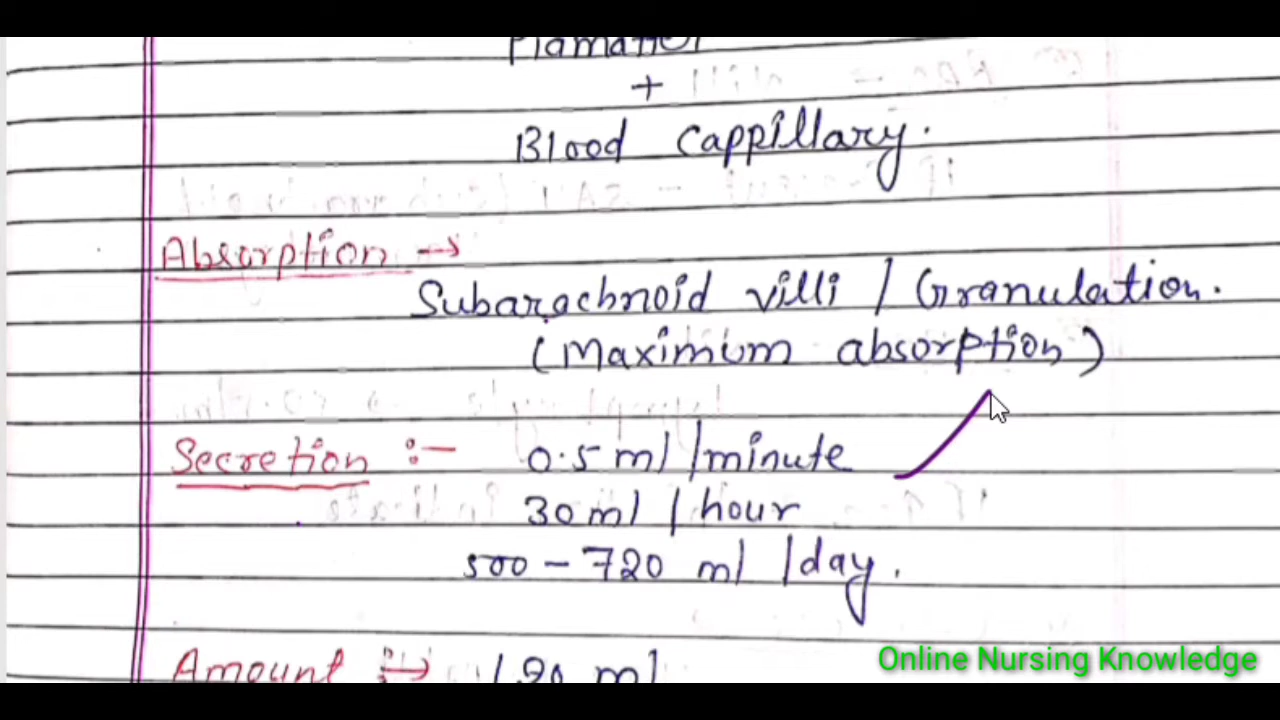 +
Blood Cappillary.
Absorption →
Subarachnoid villi / Granulation.
(Maximum absorption)
Secretion :- 0.5 ml / minute
30 ml / hour
500 - 720 ml / day.
Amount :→
Online Nursing Knowledge